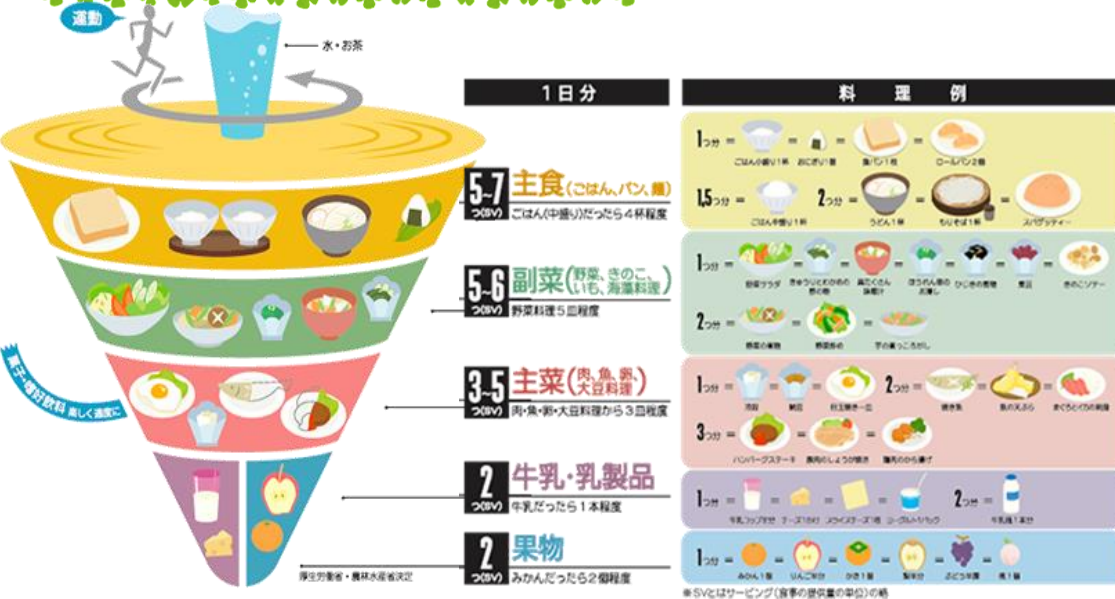 運動
水・お茶
1日分
料理例
5~7
つ(SV)
主食(ごはん、パン、麺)
ごはん(中盛り)だったら4杯程度
1つ分 = = = =
ごはん小盛り1杯 おにぎり1個 食パン1枚 ロールパン2個
1.5つ分 = 2つ分 = = =
ごはん中盛り1杯 うどん1杯 もりそば1杯 スパゲッティー
5~6
つ(SV)
副菜(野菜、きのこ、
いも、海藻料理)
野菜料理5皿程度
1つ分 = = = = = = =
野菜サラダ きゅうりとわかめの酢の物 具たくさん味噌汁 ほうれん草のお浸し ひじきの煮物 煮豆 きのこソテー
2つ分 = = =
野菜の煮物 野菜炒め 芋の煮っころがし
菓子・嗜好飲料 楽しく適度に
3~5
つ(SV)
主菜(肉、魚、卵、
大豆料理)
肉・魚・卵・大豆料理から3皿程度
1つ分 = = = 2つ分 = = =
冷奴 納豆 目玉焼き一皿 焼き魚 魚の天ぷら まぐろとイカの刺身
3つ分 = = =
ハンバーグステーキ 豚肉のしょうが焼き 鶏肉のから揚げ
2
つ(SV)
牛乳・乳製品
牛乳だったら1本程度
1つ分 = = = = 2つ分 =
牛乳コップ半分 チーズ1かけ スライスチーズ1枚 ヨーグルト1パック 牛乳瓶1本分
2
つ(SV)
果物
みかんだったら2個程度
1つ分 = = = = = =
みかん1個 りんご半分 かき1個 梨半分 ぶどう半房 桃1個
厚生労働省・農林水産省決定
※SVとはサービング(食事の提供量の単位)の略